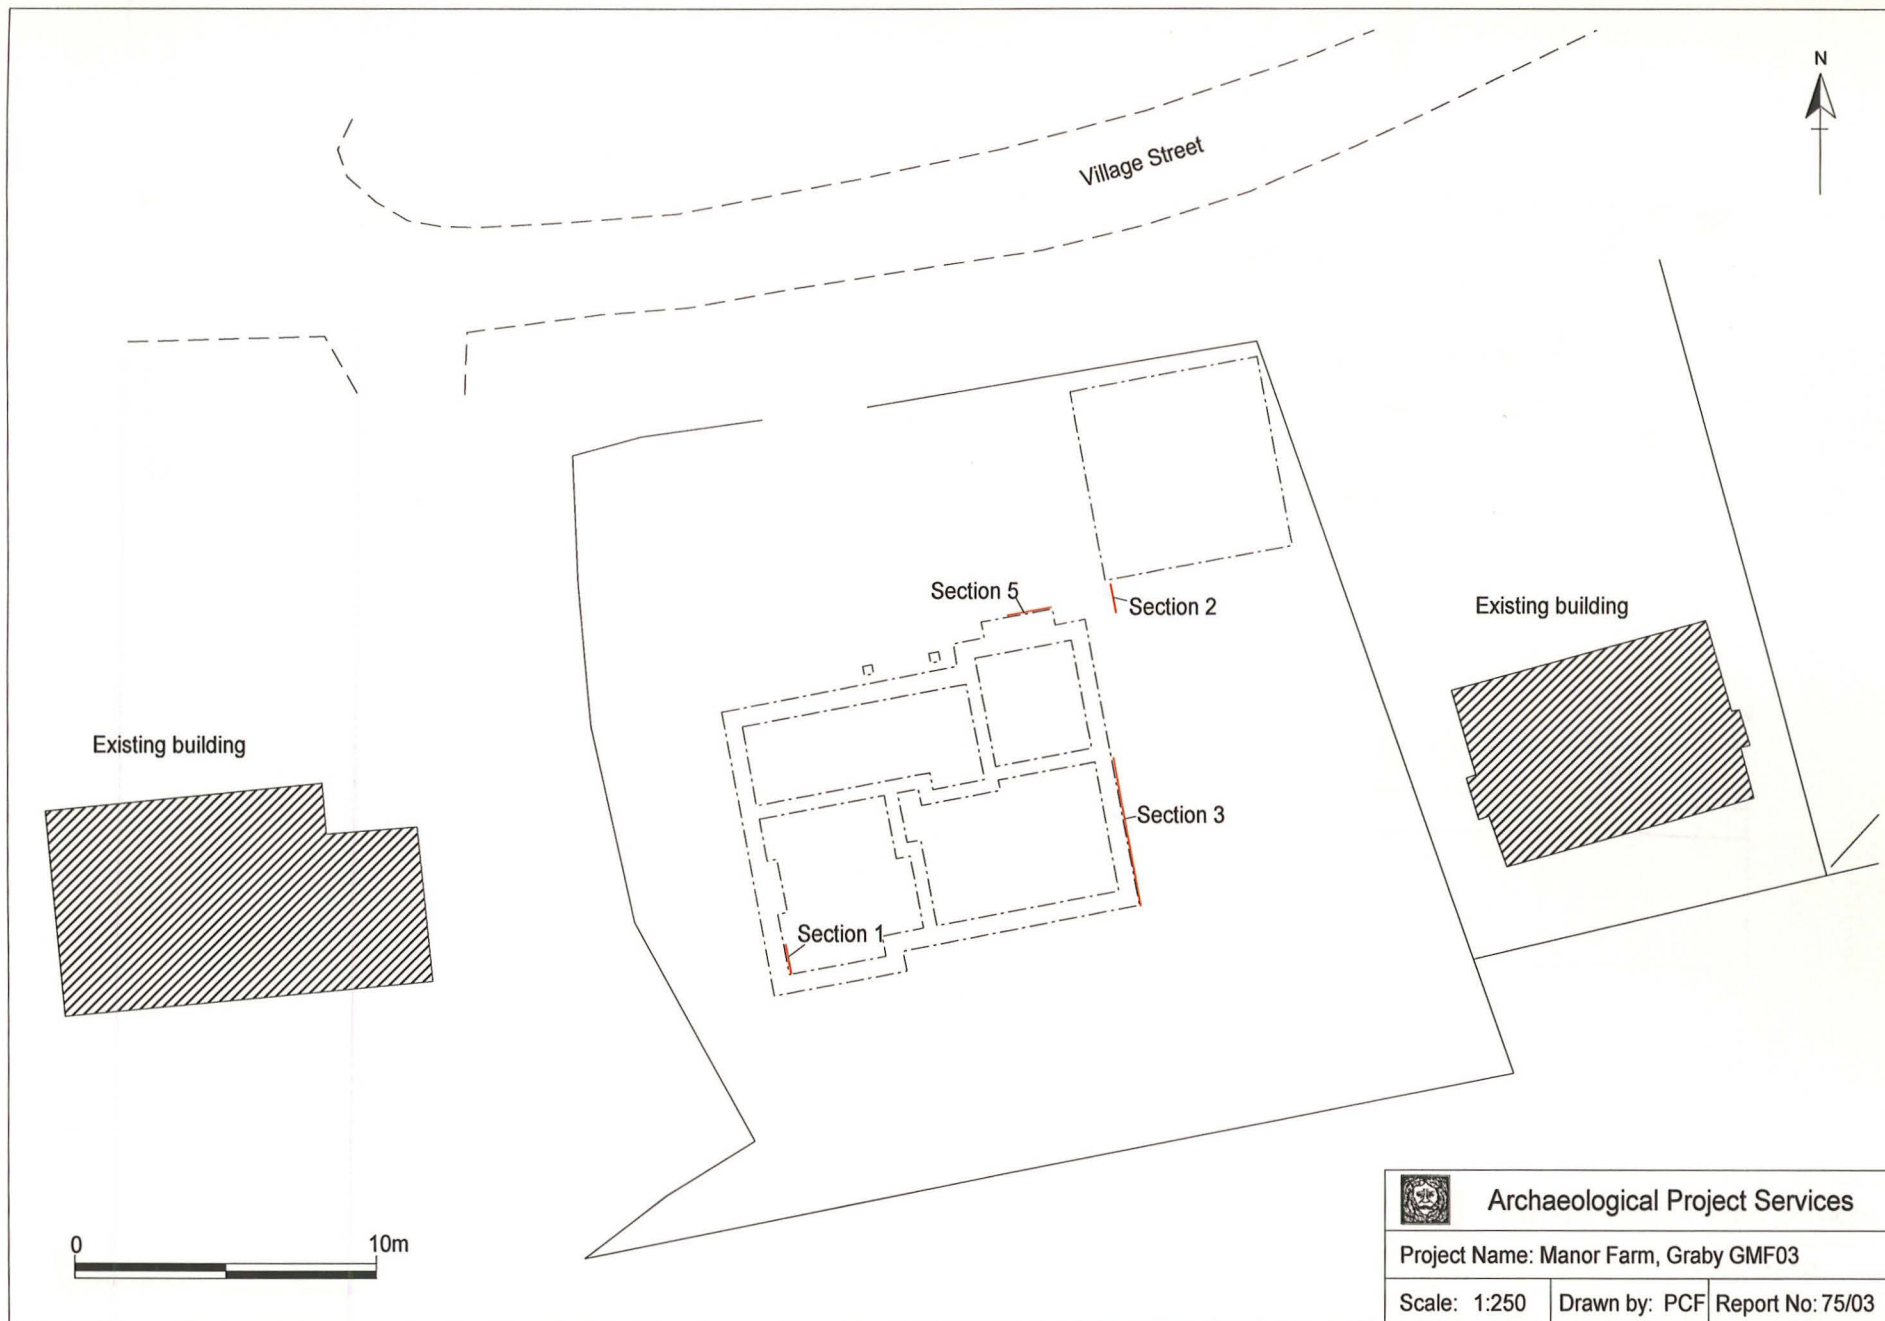 N
Village Street
Section 5
Section 2
Existing building
Existing building
Section 3
Section 1
0 10m
Archaeological Project Services
Project Name: Manor Farm, Graby GMF03
Scale: 1:250 Drawn by: PCF Report No: 75/03